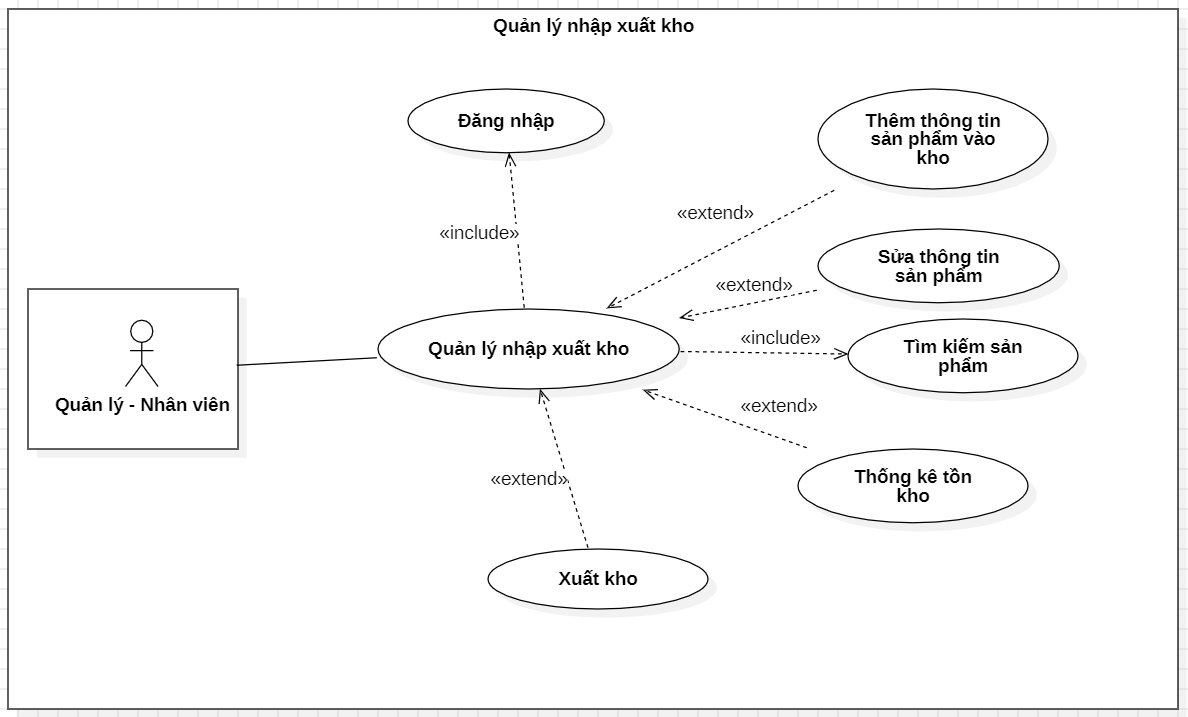 Quản lý nhập xuất kho
Đăng nhập
Thêm thông tin
sản phẩm vào
kho
«extend»
«include»
Sửa thông tin
sản phẩm
«extend»
Quản lý nhập xuất kho
«include»
Tìm kiếm sản
phẩm
Quản lý - Nhân viên
«extend»
Thống kê tồn
kho
«extend»
Xuất kho